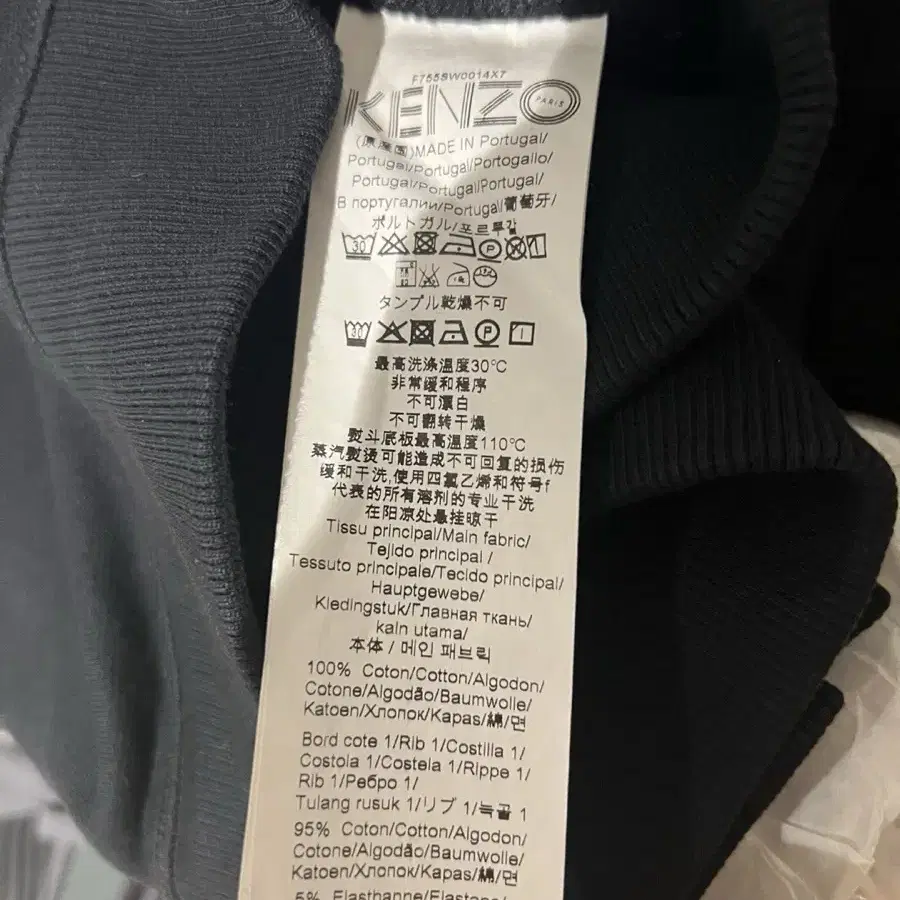 F755SW0014X7
KENZO PARIS
(原産国)MADE IN Portugal/
Portugal/Portugal/Portogallo/
Portugal/Portugal/Portugal/
В португалии/Portugal/葡萄牙/
ポルトガル/포르투갈
30 P 1
タンブル乾燥不可
30 P
最高洗涤温度30°C
非常缓和程序
不可漂白
不可翻转干燥
熨斗底板最高温度110°C
蒸汽熨烫可能造成不可回复的损伤
缓和干洗,使用四氯乙烯和符号f
代表的所有溶剂的专业干洗
在阳凉处悬挂晾干
Tissu principal/Main fabric/
Tejido principal /
Tessuto principale/Tecido principal/
Hauptgewebe/
Kledingstuk/Главная ткань/
kain utama/
本体 / 메인 패브릭
100% Coton/Cotton/Algodon/
Cotone/Algodão/Baumwolle/
Katoen/Хлопок/Kapas/綿/면
Bord cote 1/Rib 1/Costilla 1/
Costola 1/Costela 1/Rippe 1/
Rib 1/Ребро 1/
Tulang rusuk 1/リブ 1/늑골 1
95% Coton/Cotton/Algodon/
Cotone/Algodão/Baumwolle/
Katoen/Хлопок/Kapas/綿/면
5% Elasthanne/Elastane/